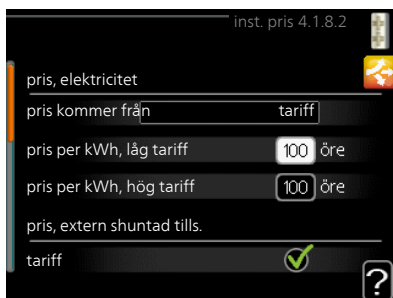 inst. pris 4.1.8.2
pris, elektricitet
pris kommer från tariff
pris per kWh, låg tariff 100 öre
pris per kWh, hög tariff 100 öre
pris, extern shuntad tills.
tariff
?